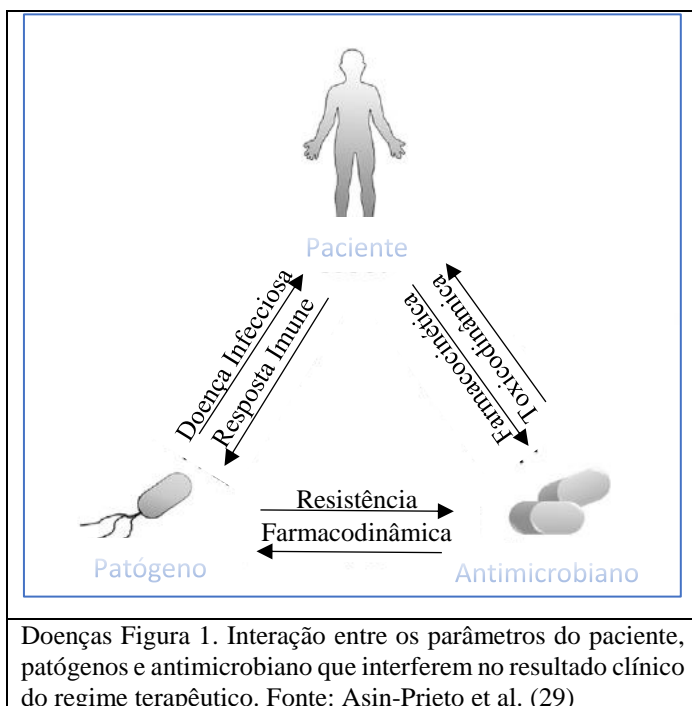 Paciente
Doença Infecciosa
Resposta Imune
Farmacocinética
Toxicodinâmica
Resistência
Farmacodinâmica
Patógeno
Antimicrobiano
Doenças Figura 1. Interação entre os parâmetros do paciente,
patógenos e antimicrobiano que interferem no resultado clínico
do regime terapêutico. Fonte: Asin-Prieto et al. (29)